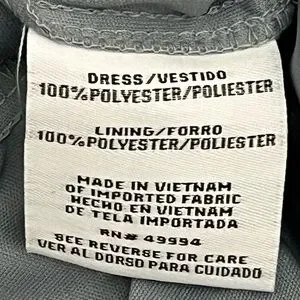 DRESS/VESTIDO
100%POLYESTER/POLIESTER
LINING/FORRO
100%POLYESTER/POLIESTER
MADE IN VIETNAM
OF IMPORTED FABRIC
HECHO EN VIETNAM
DE TELA IMPORTADA
RN# 49994
SEE REVERSE FOR CARE
VER AL DORSO PARA CUIDADO